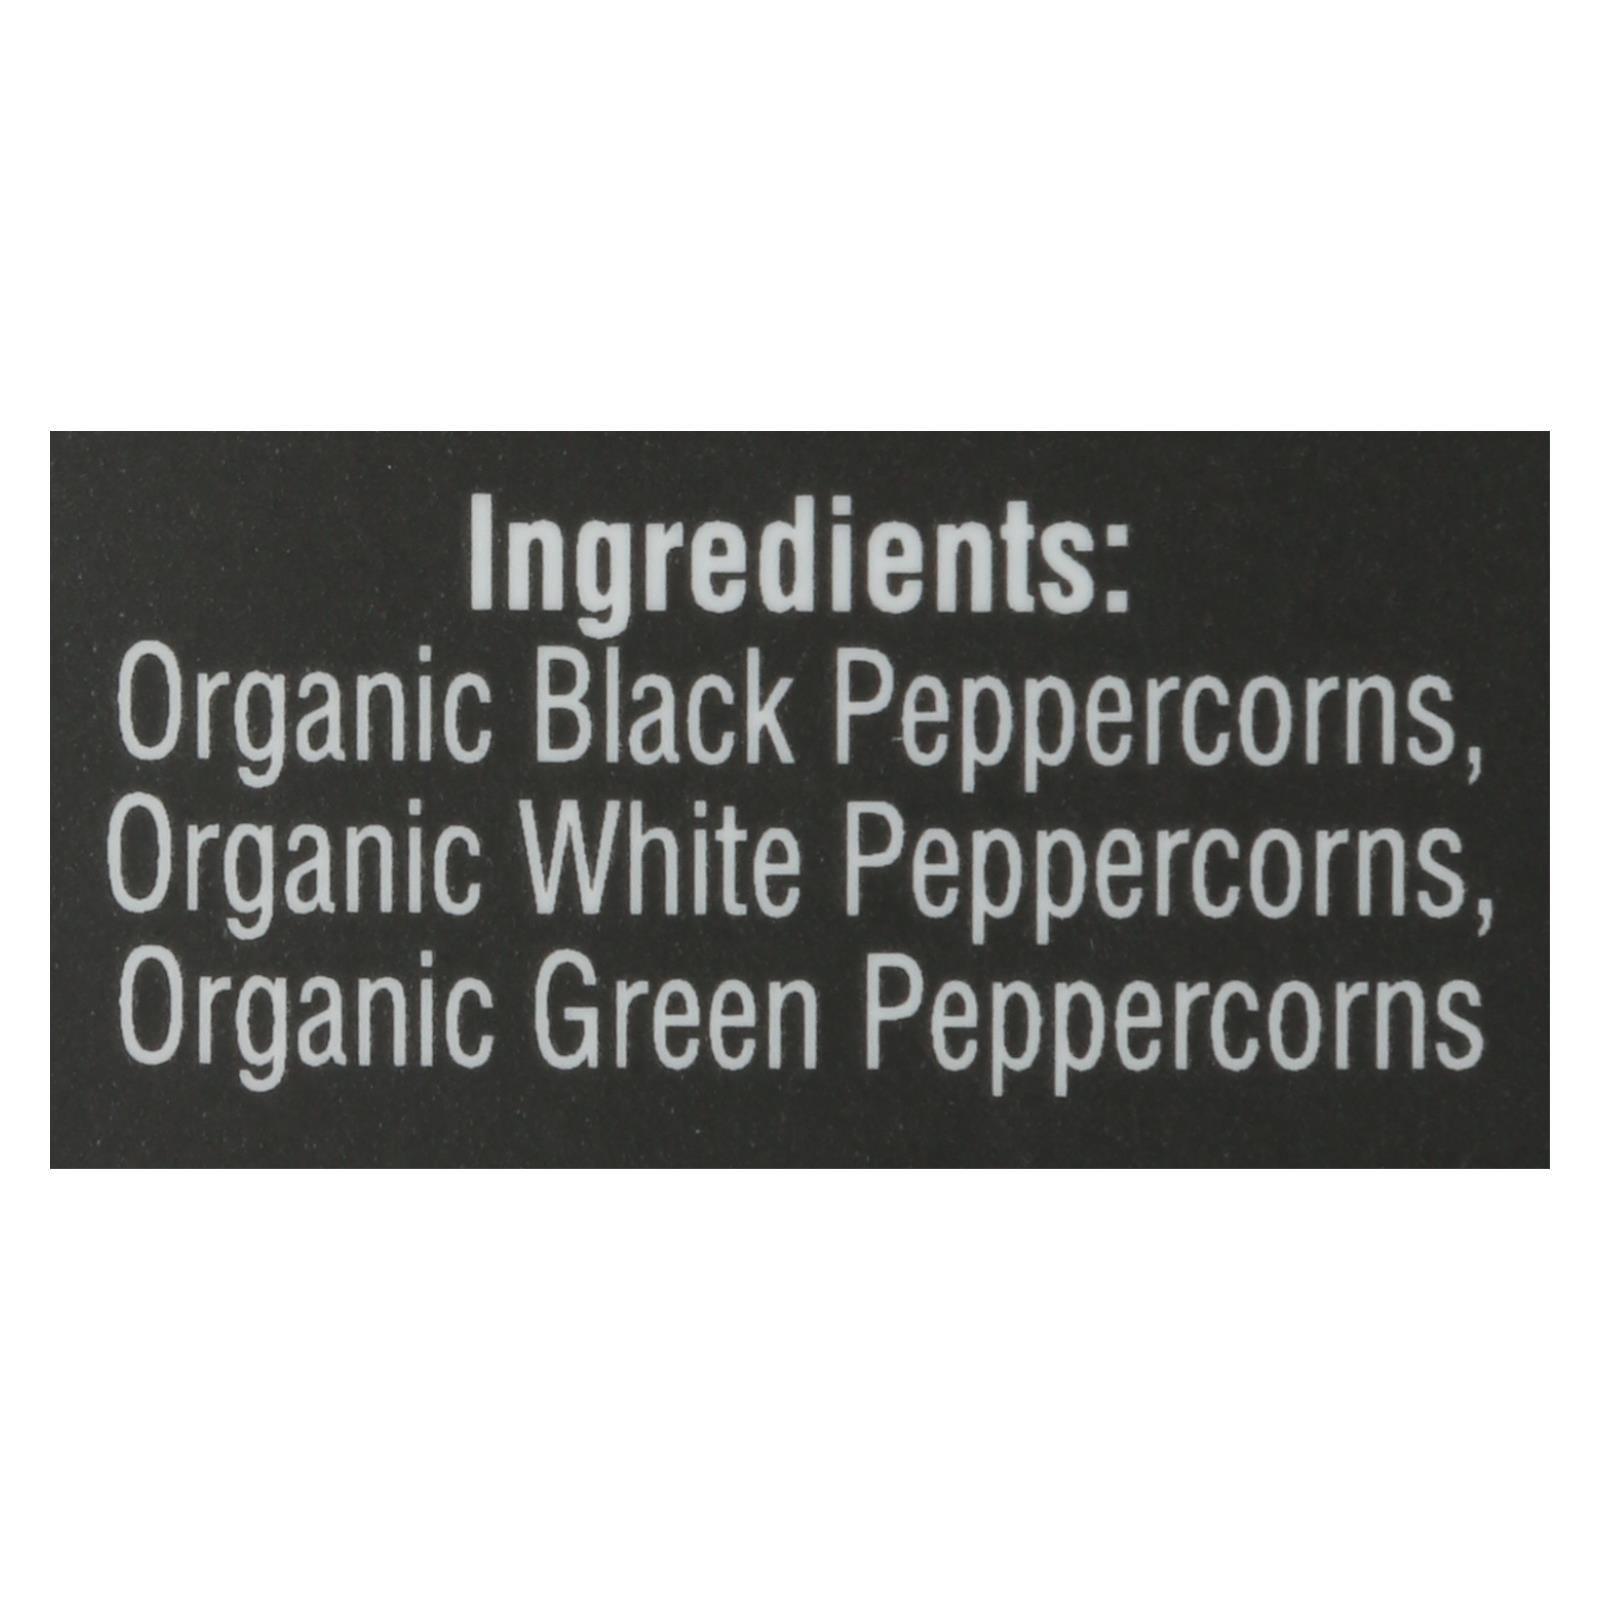 Ingredients:
Organic Black Peppercorns,
Organic White Peppercorns,
Organic Green Peppercorns